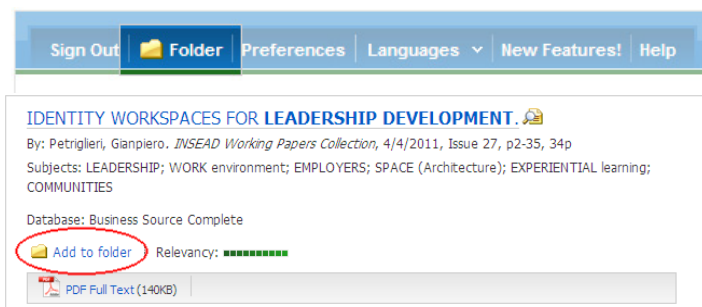 Sign Out Folder Preferences Languages New Features! Help
IDENTITY WORKSPACES FOR LEADERSHIP DEVELOPMENT.
By: Petriglieri, Gianpiero. INSEAD Working Papers Collection, 4/4/2011, Issue 27, p2-35, 34p
Subjects: LEADERSHIP; WORK environment; EMPLOYERS; SPACE (Architecture); EXPERIENTIAL learning;
COMMUNITIES
Database: Business Source Complete
Add to folder Relevancy:
PDF Full Text (140KB)